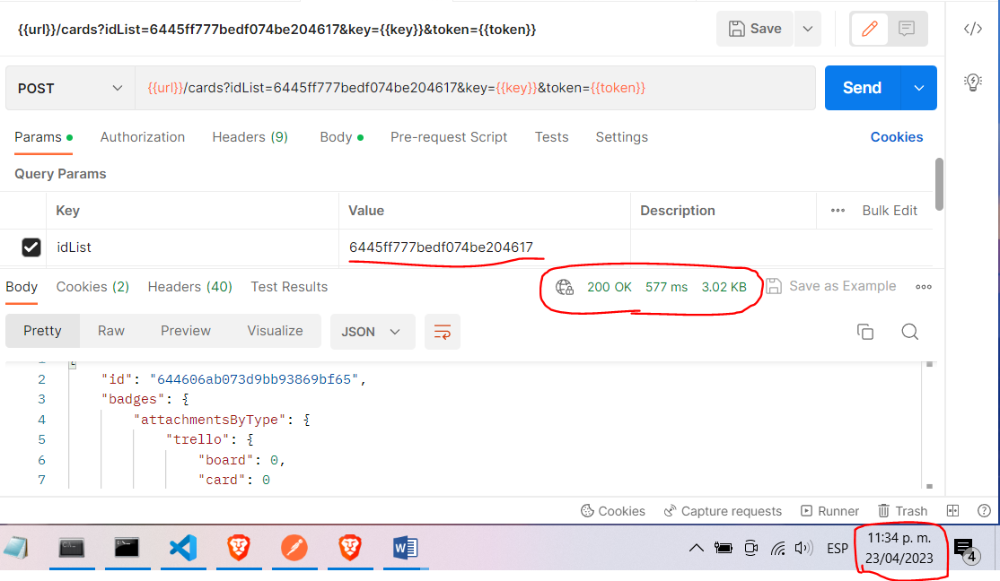 {{url}}/cards?idList=6445ff777bedf074be204617&key={{key}}&token={{token}}
Save
POST
{{url}}/cards?idList=6445ff777bedf074be204617&key={{key}}&token={{token}}
Send
Params Authorization Headers (9) Body Pre-request Script Tests Settings Cookies
Query Params
Key Value Description Bulk Edit
idList 6445ff777bedf074be204617
Body Cookies (2) Headers (40) Test Results 200 OK 577 ms 3.02 KB Save as Example
Pretty Raw Preview Visualize JSON
2 "id": "644606ab073d9bb93869bf65",
3 "badges": {
4 "attachmentsByType": {
5 "trello": {
6 "board": 0,
7 "card": 0
Cookies Capture requests Runner Trash
11:34 p. m.
ESP
23/04/2023
4